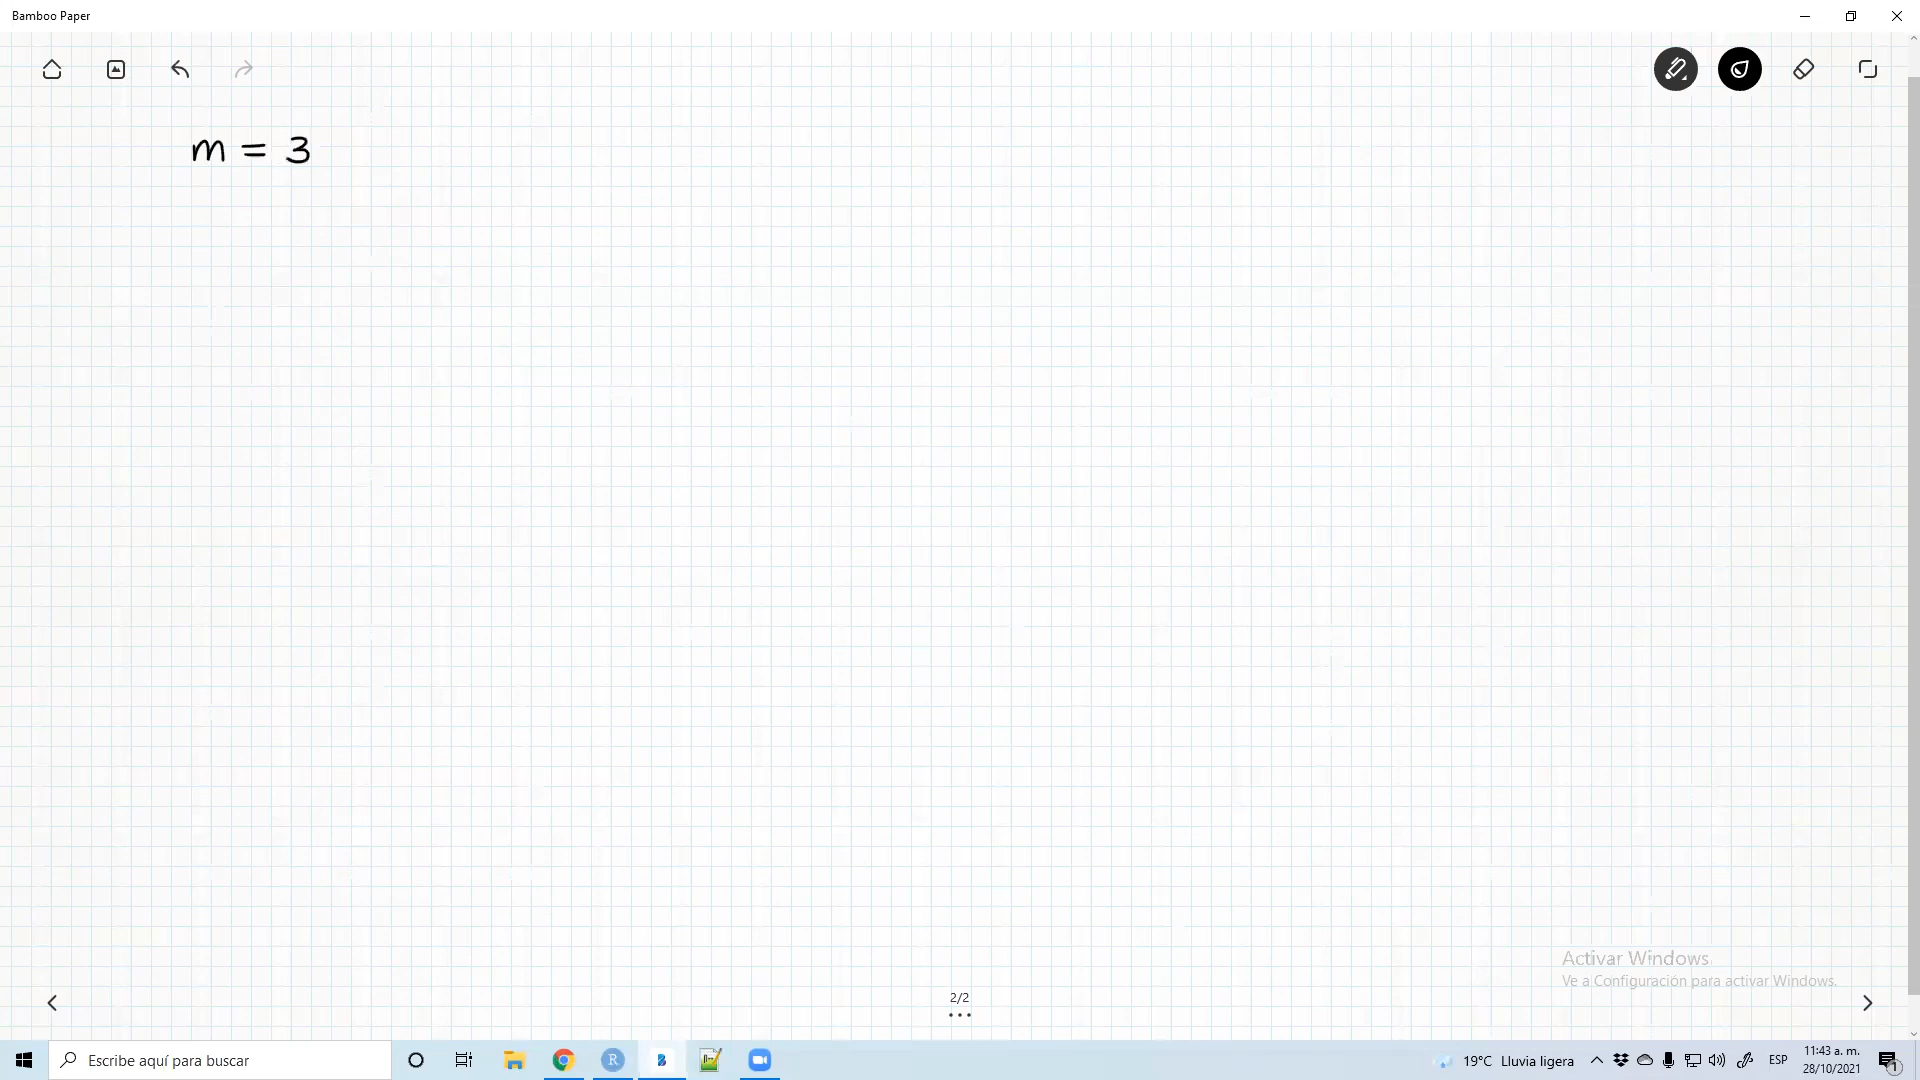 Bamboo Paper
m = 3
Activar Windows
Ve a Configuración para activar Windows.
2/2
Escribe aquí para buscar
19°C Lluvia ligera
ESP
11:43 a. m.
28/10/2021
1